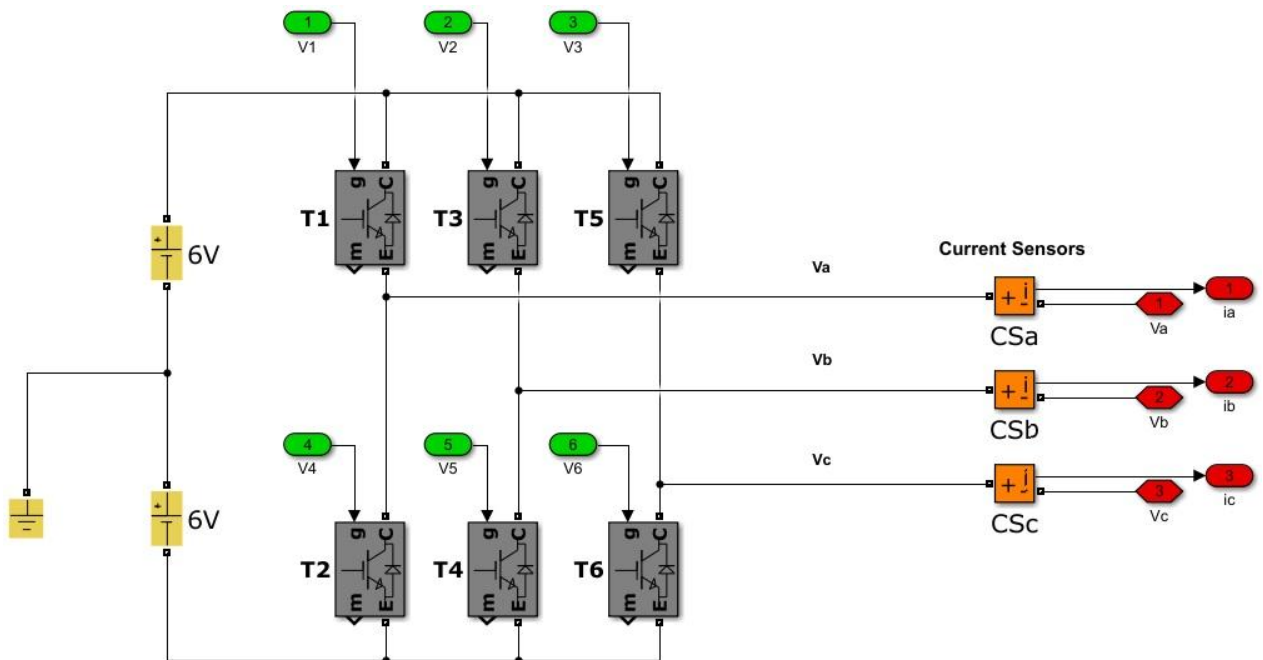 1
V1
2
V2
3
V3
g C
T1
m E
g C
T3
m E
g C
T5
m E
+
6V
Va
Current Sensors
+ i
-
CSa
1
Va
1
ia
Vb
+ i
-
CSb
2
Vb
2
ib
4
V4
5
V5
6
V6
Vc
+ i
-
CSc
3
Vc
3
ic
+
6V
g C
T2
m E
g C
T4
m E
g C
T6
m E